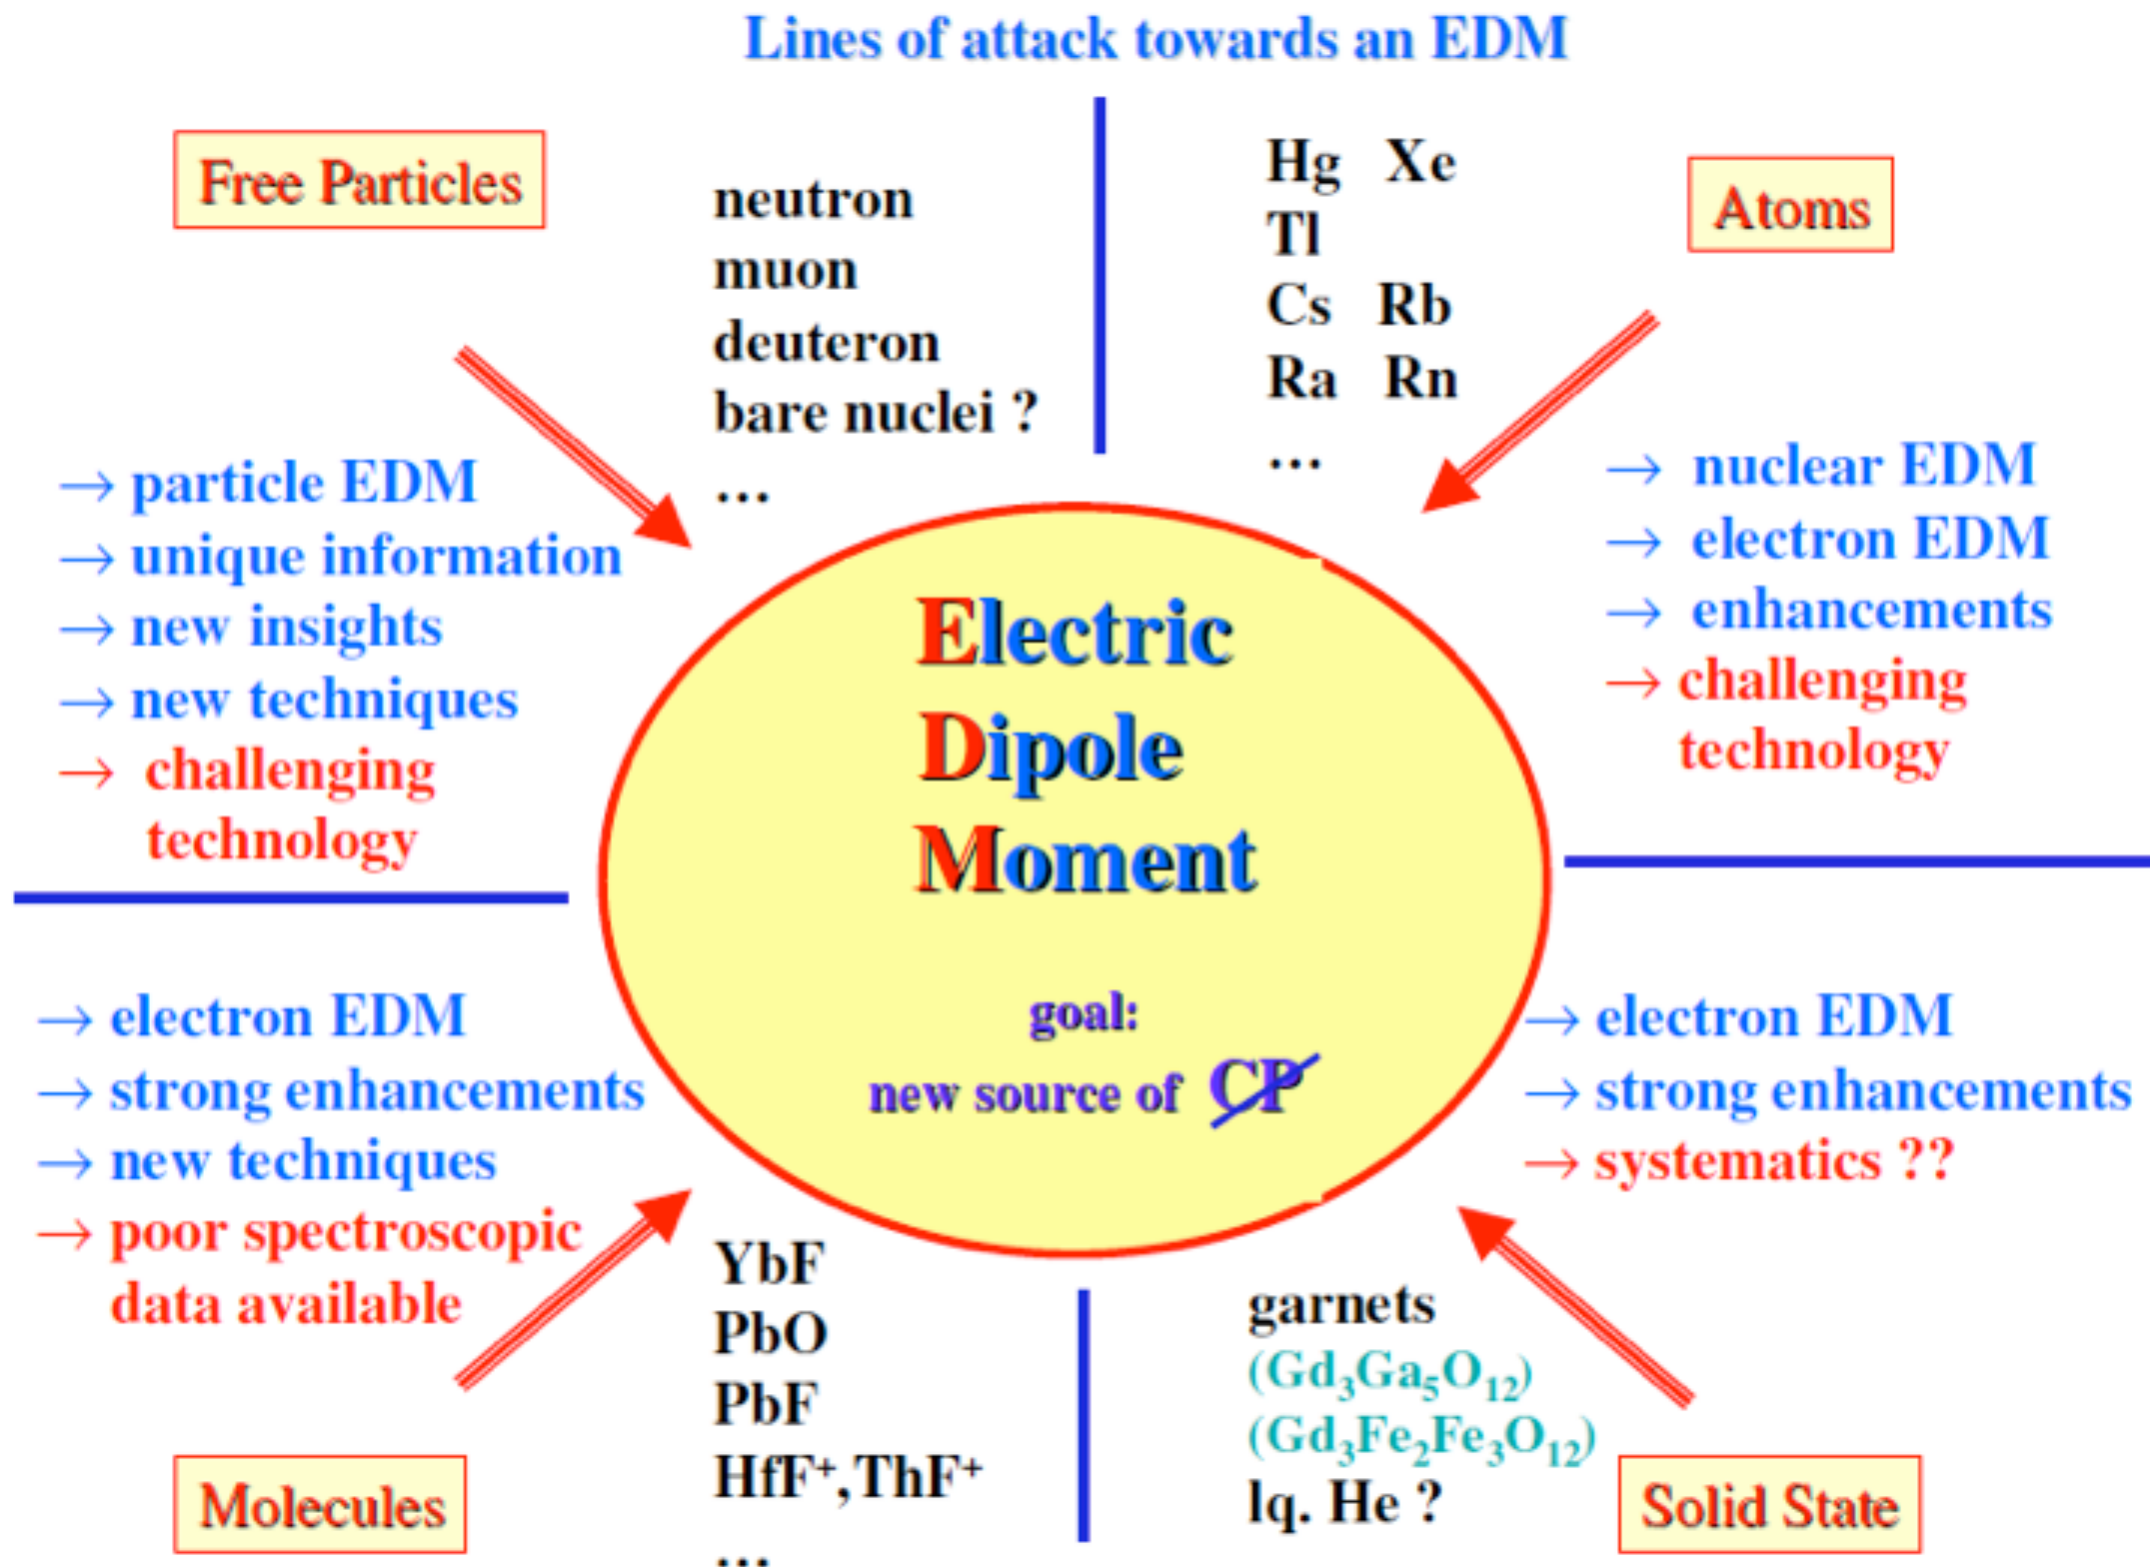 Lines of attack towards an EDM
Free Particles
neutron
muon
deuteron
bare nuclei ?
...
→ particle EDM
→ unique information
→ new insights
→ new techniques
→ challenging
technology
Hg Xe
Tl
Cs Rb
Ra Rn
...
Atoms
→ nuclear EDM
→ electron EDM
→ enhancements
→ challenging
technology
Electric
Dipole
Moment
goal:
new source of CP
→ electron EDM
→ strong enhancements
→ new techniques
→ poor spectroscopic
data available
Molecules
YbF
PbO
PbF
HfF⁺,ThF⁺
...
→ electron EDM
→ strong enhancements
→ systematics ??
garnets
(Gd₃Ga₅O₁₂)
(Gd₃Fe₂Fe₃O₁₂)
lq. He ?
Solid State